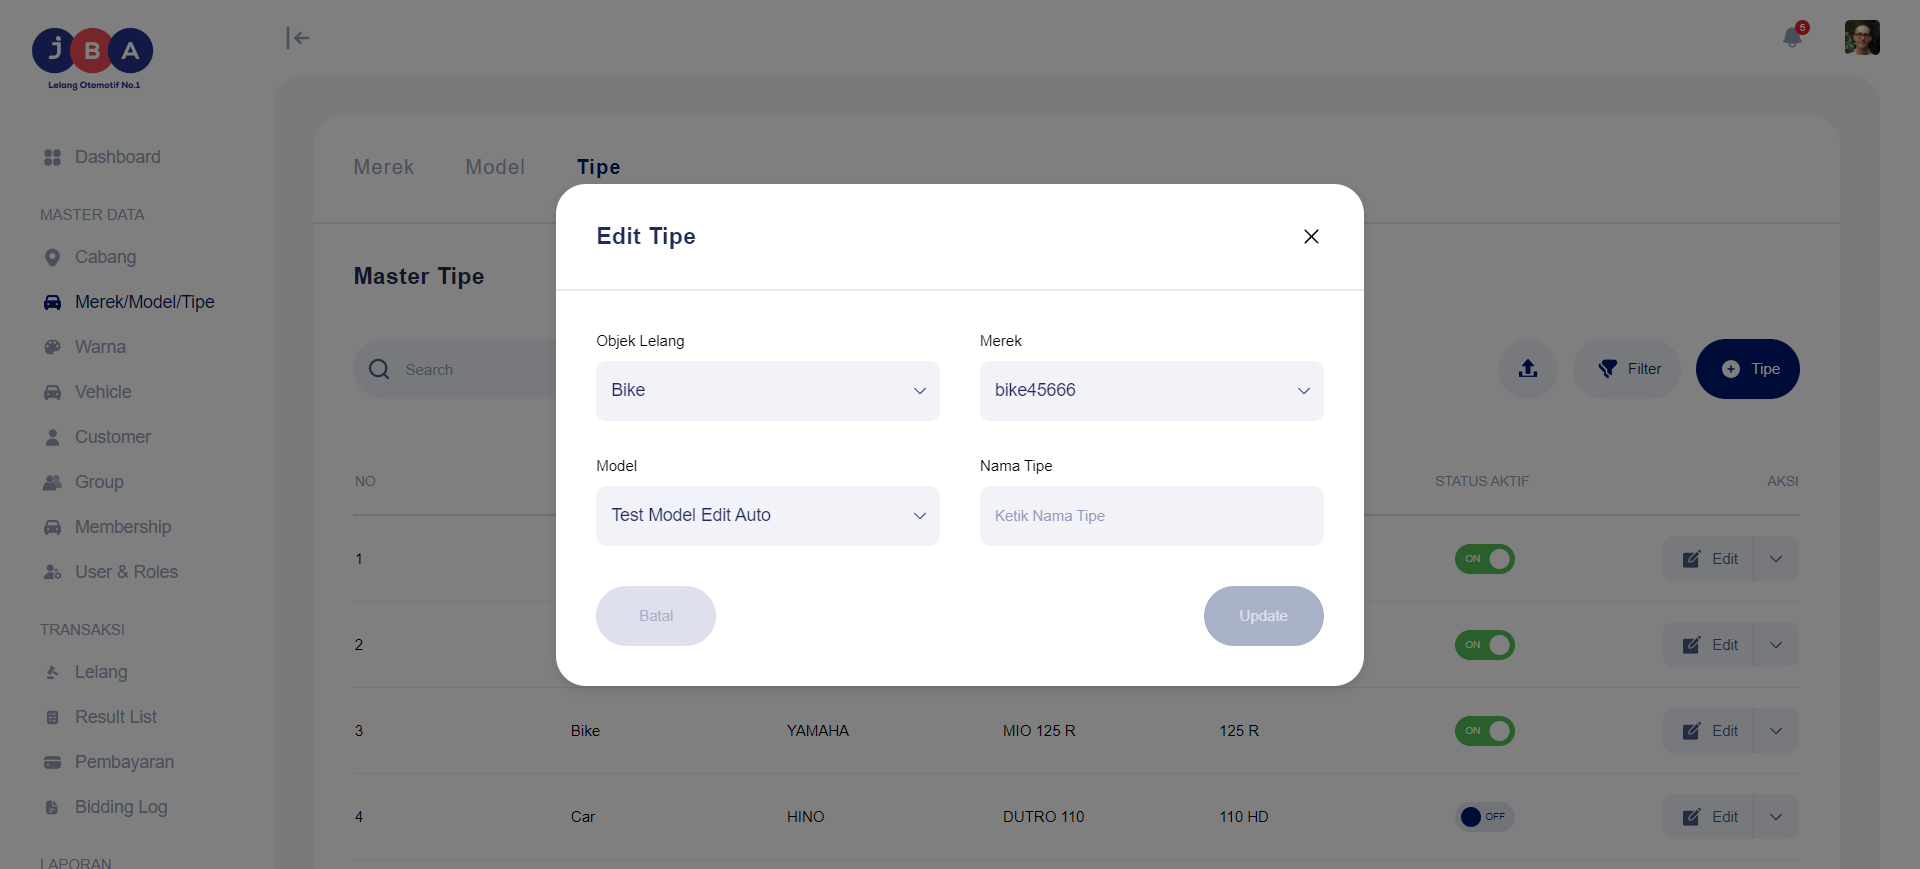 JBA
Lelang Otomotif No.1
5
Dashboard
MASTER DATA
Cabang
Merek/Model/Tipe
Warna
Vehicle
Customer
Group
Membership
User & Roles
TRANSAKSI
Lelang
Result List
Pembayaran
Bidding Log
LAPORAN
Merek Model Tipe
Master Tipe
Search
Filter
Tipe
NO STATUS AKTIF AKSI
1 ON Edit
2 ON Edit
3 Bike YAMAHA MIO 125 R 125 R ON Edit
4 Car HINO DUTRO 110 110 HD OFF Edit
Edit Tipe
Objek Lelang
Bike
Merek
bike45666
Model
Test Model Edit Auto
Nama Tipe
Ketik Nama Tipe
Batal
Update